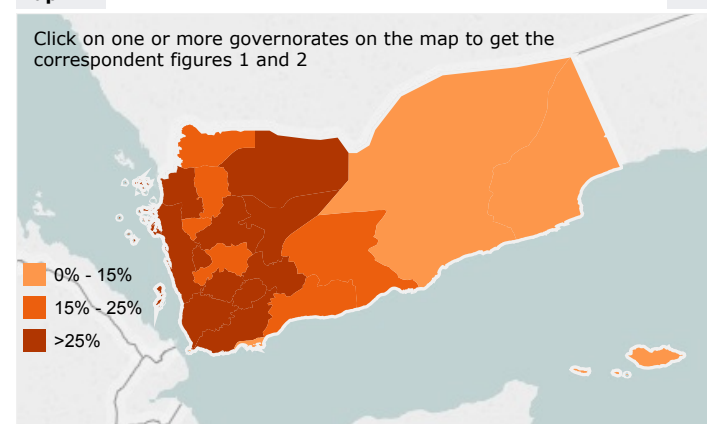 Click on one or more governorates on the map to get the
correspondent figures 1 and 2
0% - 15%
15% - 25%
>25%